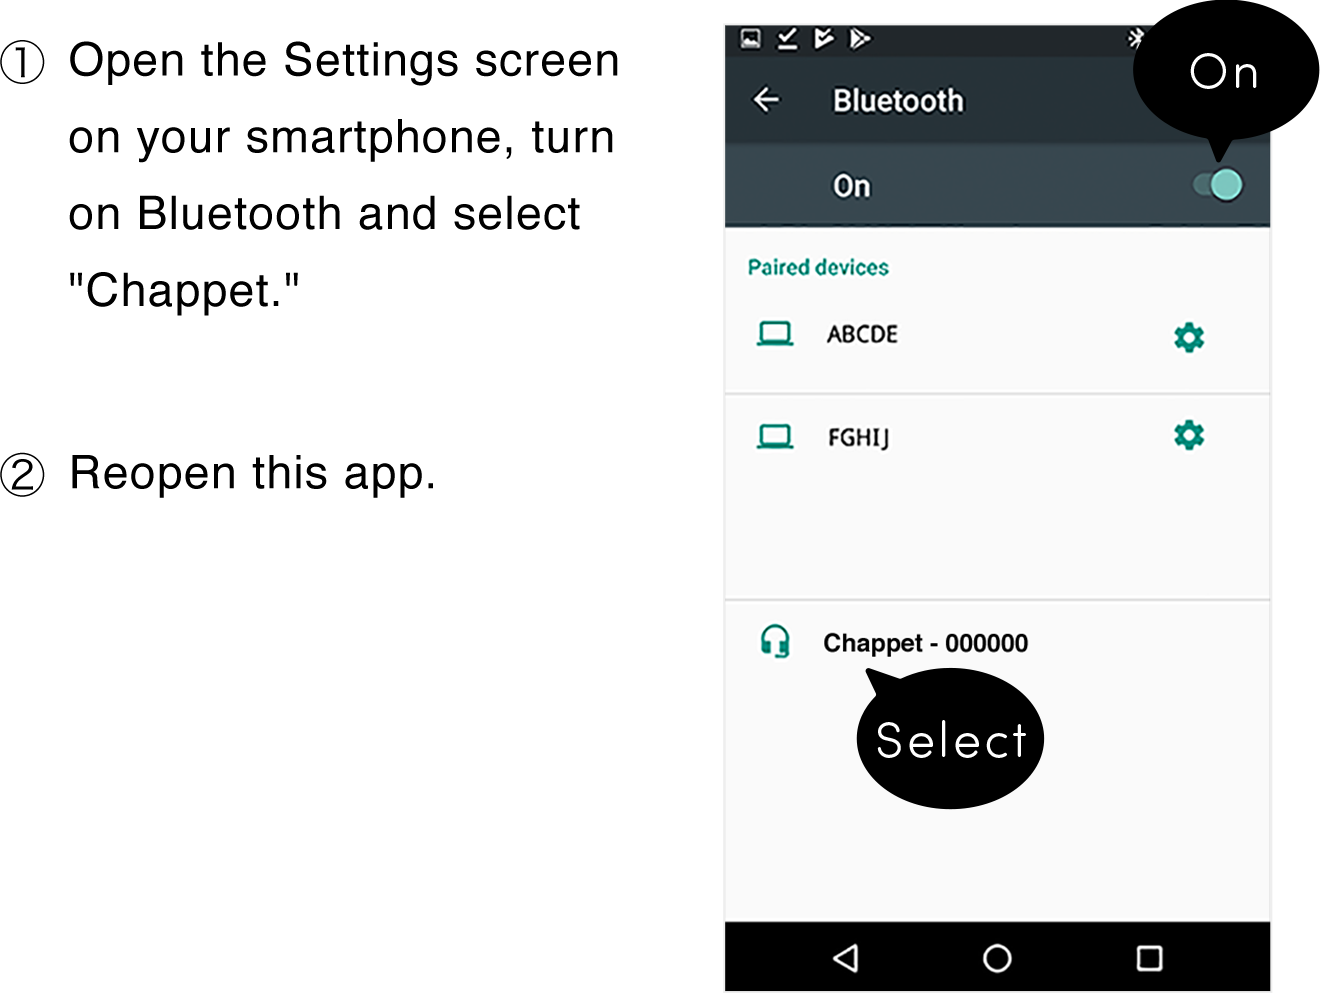 ① Open the Settings screen
on your smartphone, turn
on Bluetooth and select
"Chappet."
② Reopen this app.
On
Bluetooth
On
Paired devices
ABCDE
FGHIJ
Chappet - 000000
Select